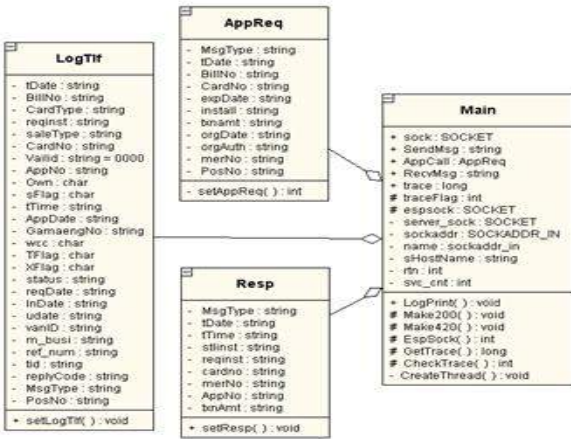 LogTlf
- tDate : string
- BillNo : string
- CardType : string
- reqinst : string
- saleType : string
- CardNo : string
- Vailid : string = 0000
- AppNo : string
- Own : char
- sFlag : char
- tTime : string
- AppDate : string
- GamaengNo : string
- wcc : char
- TFlag : char
- XFlag : char
- status : string
- reqDate : string
- InDate : string
- udate : string
- vanID : string
- m_busi : string
- ref_num : string
- tid : string
- replyCode : string
- MsgType : string
- PosNo : string
+ setLogTlf( ) : void
AppReq
- MsgType : string
- tDate : string
- BillNo : string
- CardNo : string
- expDate : string
- install : string
- txnamt : string
- orgDate : string
- orgAuth : string
- merNo : string
- PosNo : string
- setAppReq( ) : int
Resp
- MsgType : string
- tDate : string
- tTime : string
- stlinst : string
- reqinst : string
- cardno : string
- merNo : string
- AppNo : string
- txnAmt : string
+ setResp( ) : void
Main
+ sock : SOCKET
+ SendMsg : string
+ AppCall : AppReq
+ RecvMsg : string
+ trace : long
# traceFlag : int
# espsock : SOCKET
- server_sock : SOCKET
- sockaddr : SOCKADDR_IN
- name : sockaddr_in
- sHostName : string
- rtn : int
- svc_cnt : int
+ LogPrint( ) : void
# Make200( ) : void
# Make420( ) : void
# EspSock( ) : int
# GetTrace( ) : long
# CheckTrace( ) : int
- CreateThread( ) : void